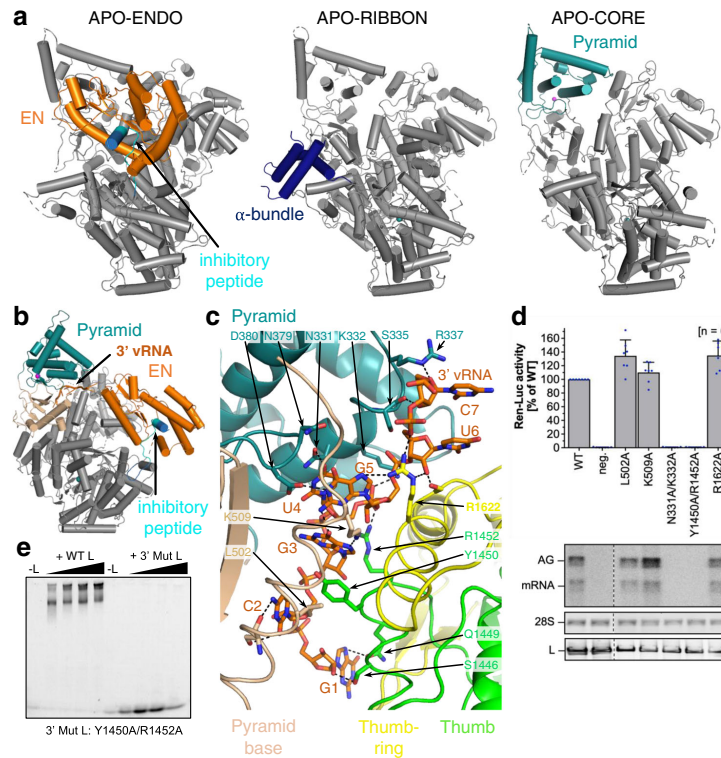 a
APO-ENDO
APO-RIBBON
APO-CORE
Pyramid
EN
α-bundle
inhibitory
peptide
b
Pyramid
3' vRNA
EN
inhibitory
peptide
c
Pyramid
D380
N379
N331
K332
S335
R337
3' vRNA
C7
U6
G5
U4
K509
G3
L502
C2
G1
R1622
R1452
Y1450
Q1449
S1446
Pyramid
base
Thumb-
ring
Thumb
d
Ren-Luc activity
[% of WT]
160
140
120
100
80
60
40
20
0
WT
neg.
L502A
K509A
N331A/K332A
Y1450A/R1452A
R1622A
AG
mRNA
28S
L
e
-L
+ WT L
-L
+ 3' Mut L
3' Mut L: Y1450A/R1452A